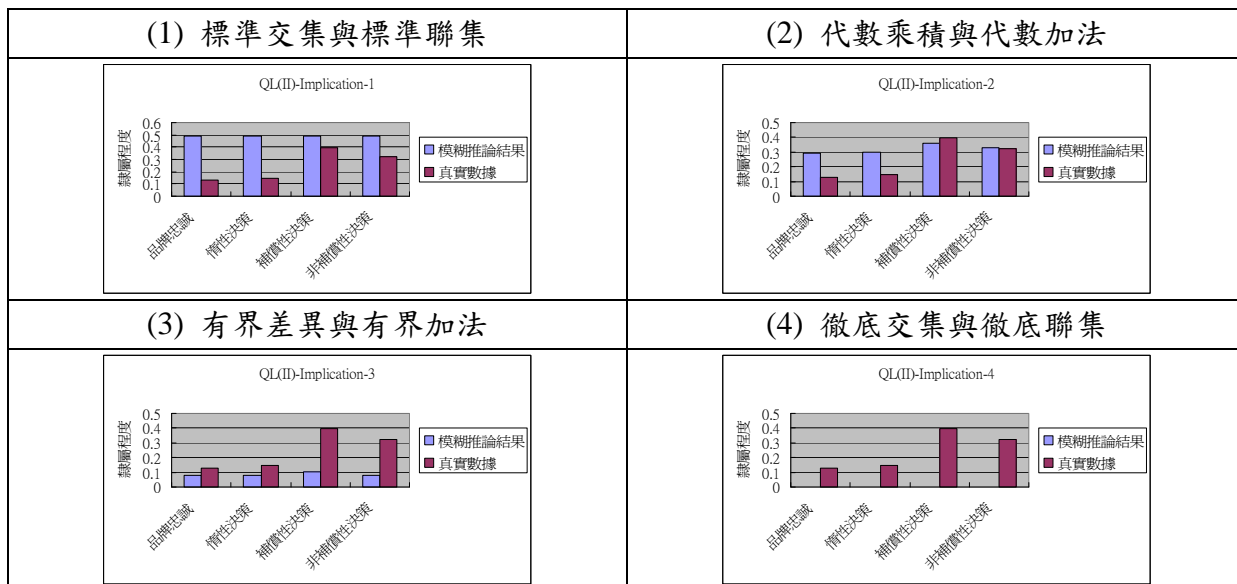 (1) 標準交集與標準聯集
QL(II)-Implication-1
隸屬程度
0.6
0.5
0.4
0.3
0.2
0.1
0
品牌忠誠
惰性決策
補償性決策
非補償性決策
模糊推論結果
真實數據
(2) 代數乘積與代數加法
QL(II)-Implication-2
隸屬程度
0.5
0.4
0.3
0.2
0.1
0
品牌忠誠
惰性決策
補償性決策
非補償性決策
模糊推論結果
真實數據
(3) 有界差異與有界加法
QL(II)-Implication-3
隸屬程度
0.5
0.4
0.3
0.2
0.1
0
品牌忠誠
惰性決策
補償性決策
非補償性決策
模糊推論結果
真實數據
(4) 徹底交集與徹底聯集
QL(II)-Implication-4
隸屬程度
0.5
0.4
0.3
0.2
0.1
0
品牌忠誠
惰性決策
補償性決策
非補償性決策
模糊推論結果
真實數據